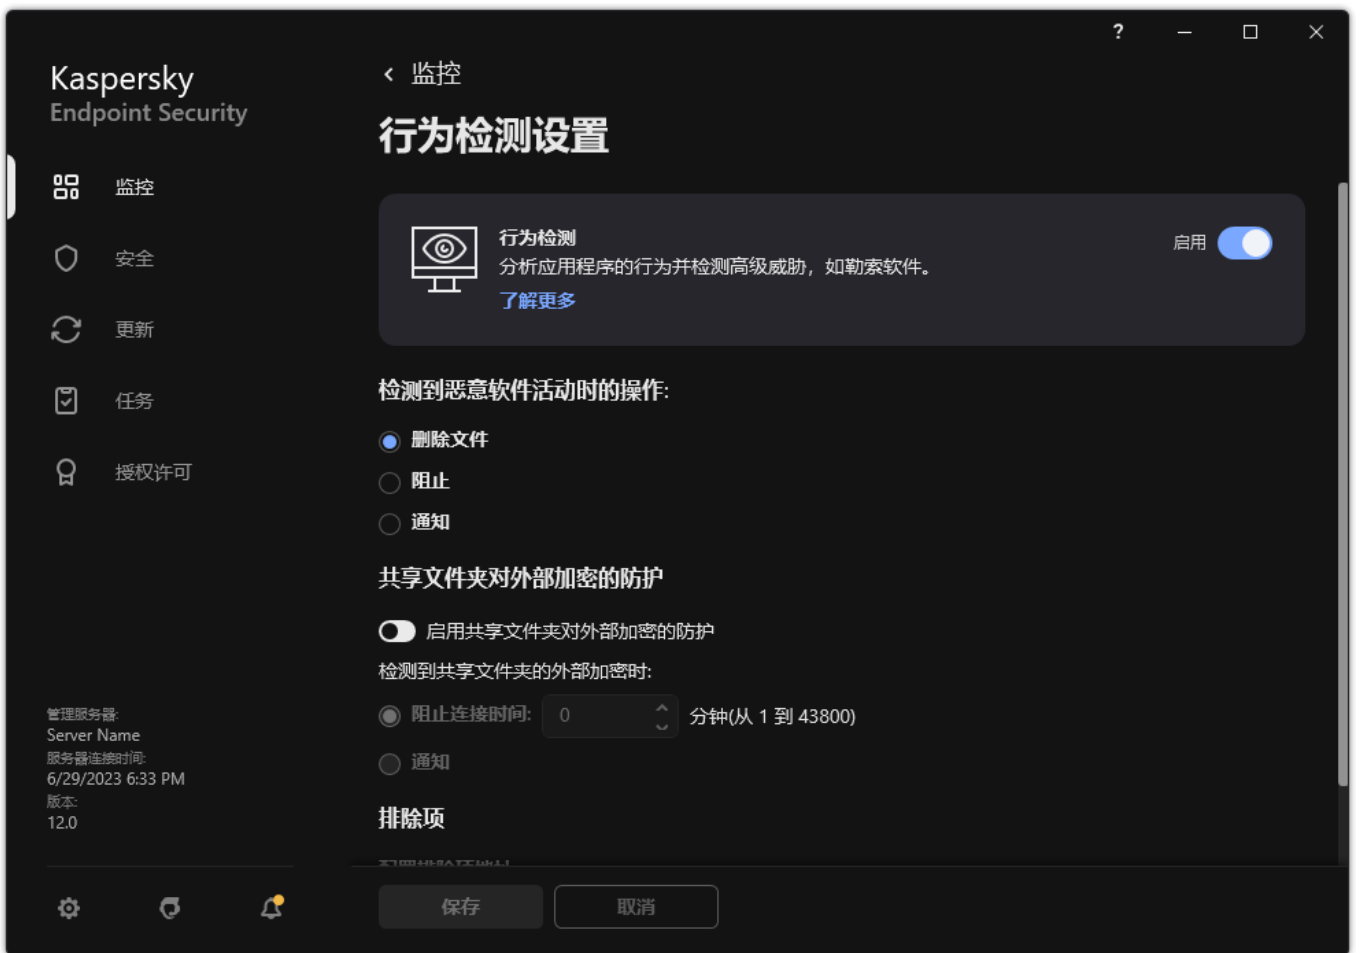 ?
Kaspersky
Endpoint Security
监控
安全
更新
任务
授权许可
管理服务器:
Server Name
服务器连接时间:
6/29/2023 6:33 PM
版本:
12.0
监控
行为检测设置
行为检测
分析应用程序的行为并检测高级威胁，如勒索软件。
了解更多
启用
检测到恶意软件活动时的操作:
删除文件
阻止
通知
共享文件夹对外部加密的防护
启用共享文件夹对外部加密的防护
检测到共享文件夹的外部加密时:
阻止连接时间: 0 分钟(从 1 到 43800)
通知
排除项
配置排除项地址
保存
取消